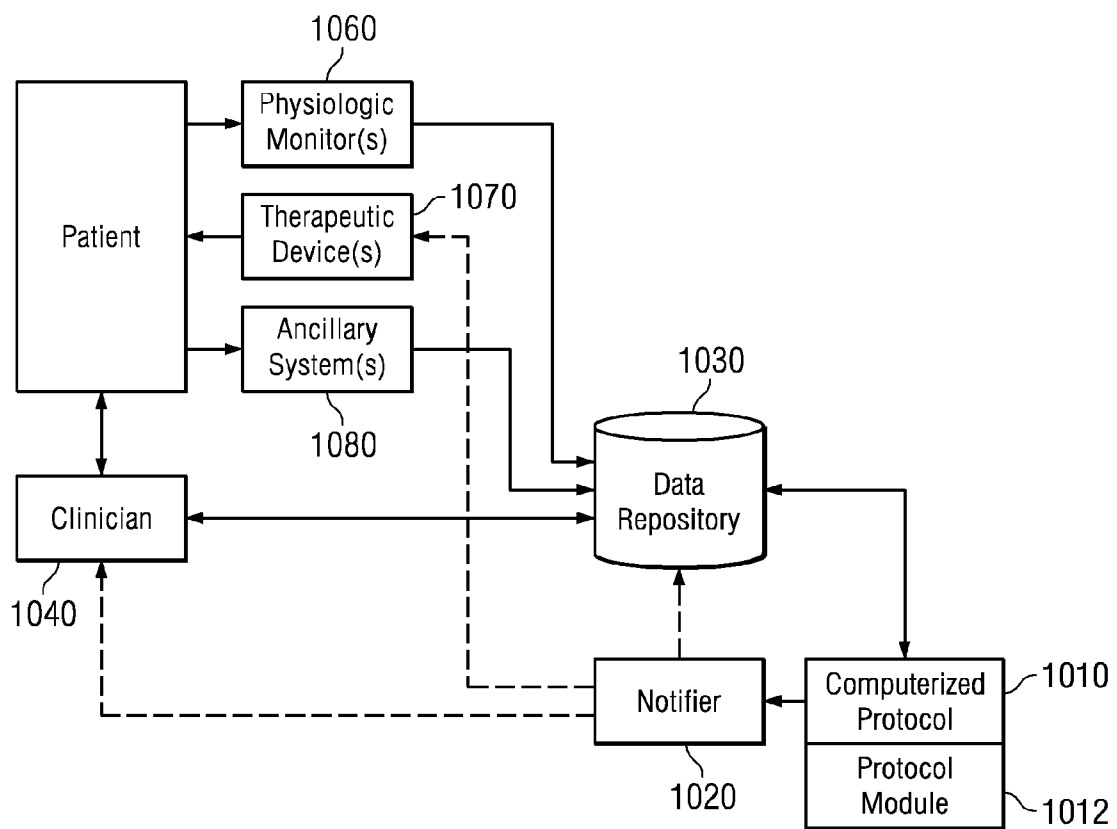 1060
Physiologic
Monitor(s)
1070
Therapeutic
Device(s)
Patient
Ancillary
System(s)
1080
1030
Data
Repository
Clinician
1040
Notifier
1020
Computerized
Protocol
1010
Protocol
Module
1012